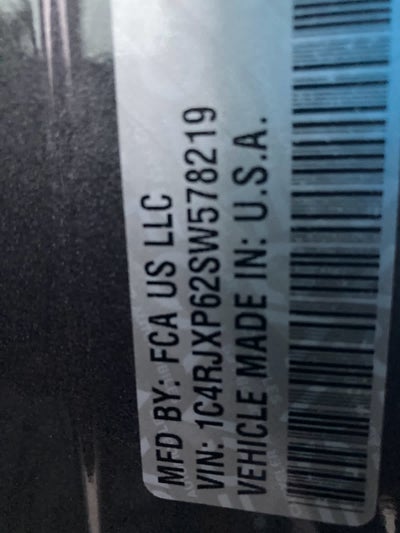 MFD BY: FCA US LLC
VIN: 1C4RJXP62SW578219
VEHICLE MADE IN: U.S.A.